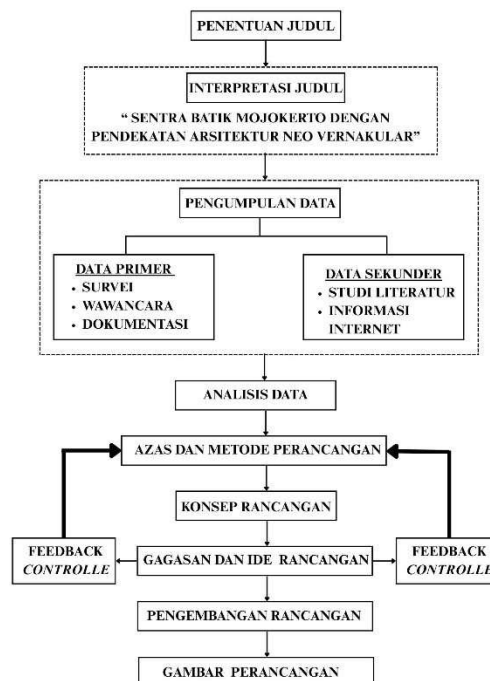 PENENTUAN JUDUL
INTERPRETASI JUDUL
“ SENTRA BATIK MOJOKERTO DENGAN
PENDEKATAN ARSITEKTUR NEO VERNAKULAR”
PENGUMPULAN DATA
DATA PRIMER
• SURVEI
• WAWANCARA
• DOKUMENTASI
DATA SEKUNDER
• STUDI LITERATUR
• INFORMASI
INTERNET
ANALISIS DATA
AZAS DAN METODE PERANCANGAN
KONSEP RANCANGAN
FEEDBACK
CONTROLLE
GAGASAN DAN IDE RANCANGAN
FEEDBACK
CONTROLLE
PENGEMBANGAN RANCANGAN
GAMBAR PERANCANGAN